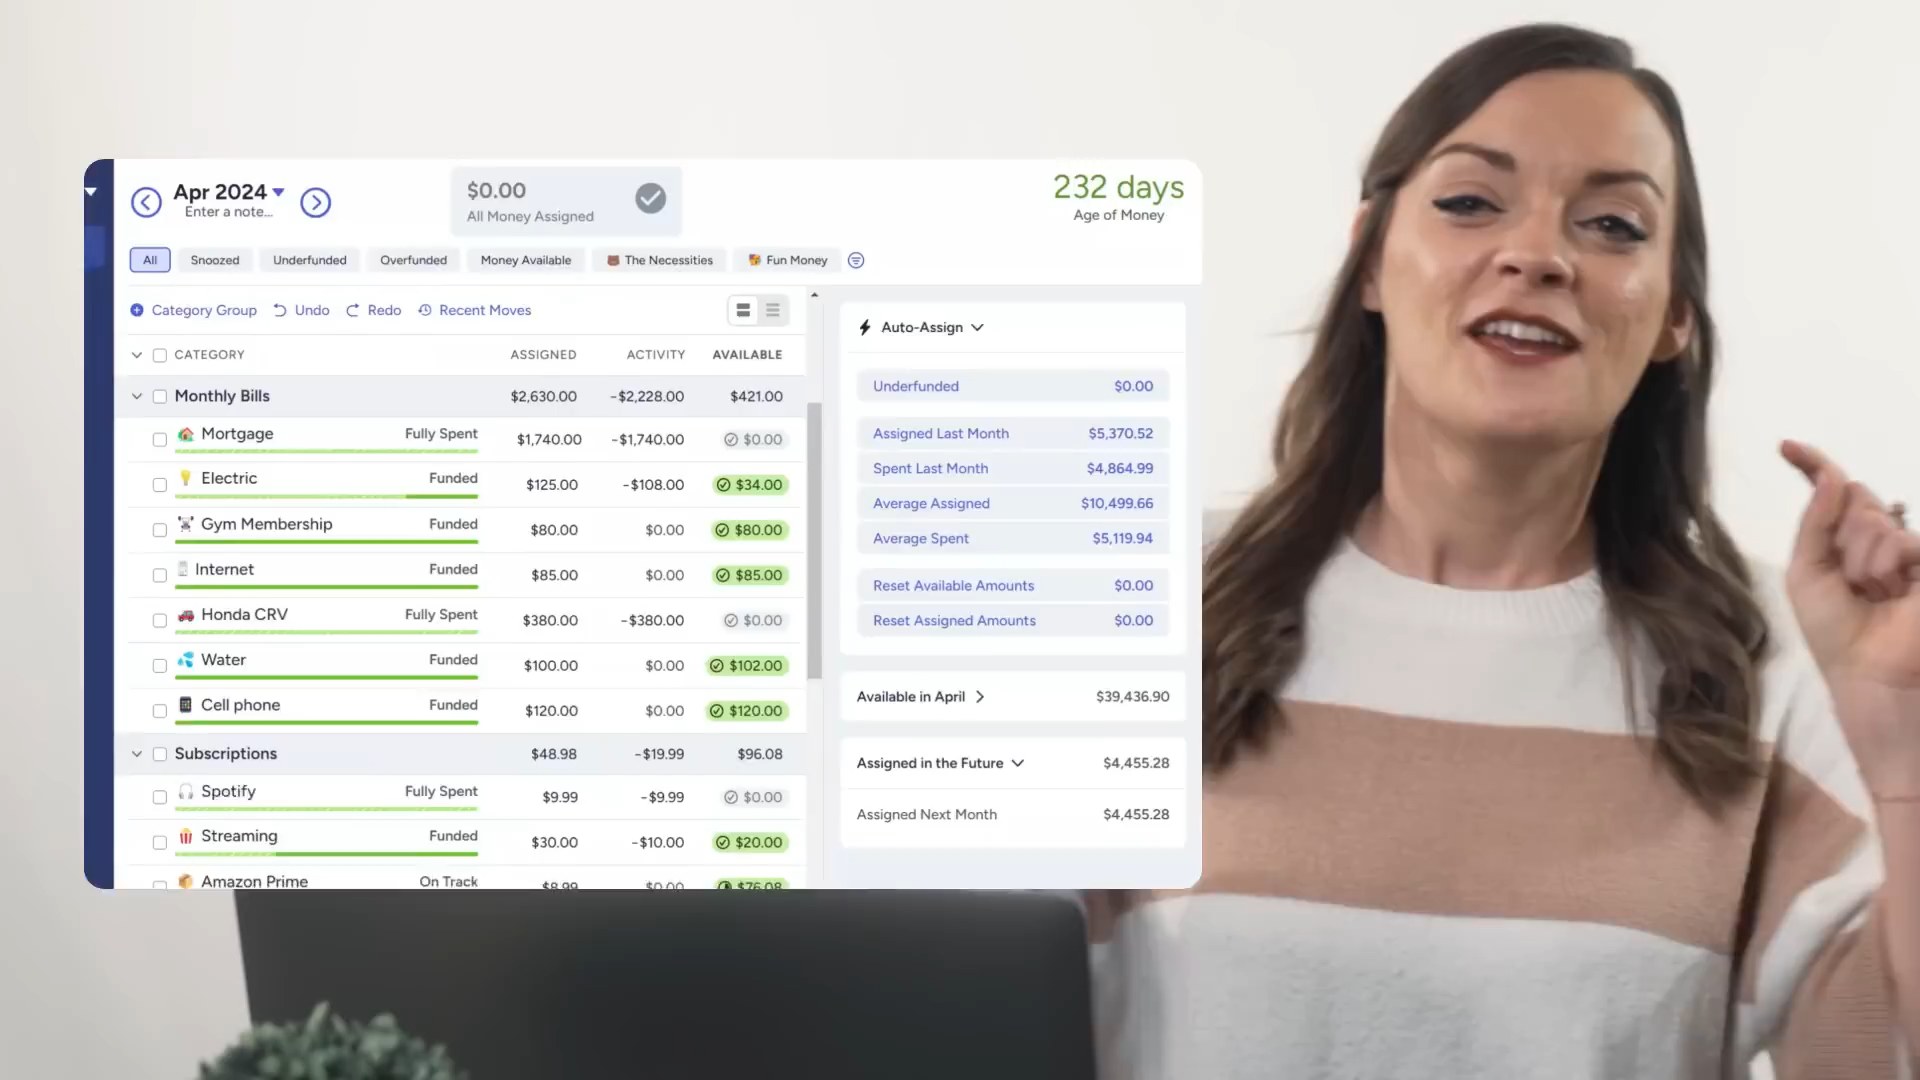 Apr 2024
Enter a note...
$0.00
All Money Assigned
232 days
Age of Money
All
Snoozed
Underfunded
Overfunded
Money Available
The Necessities
Fun Money
Category Group
Undo
Redo
Recent Moves
CATEGORY ASSIGNED ACTIVITY AVAILABLE
Monthly Bills $2,630.00 -$2,228.00 $421.00
Mortgage Fully Spent $1,740.00 -$1,740.00 $0.00
Electric Funded $125.00 -$108.00 $34.00
Gym Membership Funded $80.00 $0.00 $80.00
Internet Funded $85.00 $0.00 $85.00
Honda CRV Fully Spent $380.00 -$380.00 $0.00
Water Funded $100.00 $0.00 $102.00
Cell phone Funded $120.00 $0.00 $120.00
Subscriptions $48.98 -$19.99 $96.08
Spotify Fully Spent $9.99 -$9.99 $0.00
Streaming Funded $30.00 -$10.00 $20.00
Amazon Prime On Track $8.99 $0.00 $76.08
Auto-Assign
Underfunded $0.00
Assigned Last Month $5,370.52
Spent Last Month $4,864.99
Average Assigned $10,499.66
Average Spent $5,119.94
Reset Available Amounts $0.00
Reset Assigned Amounts $0.00
Available in April $39,436.90
Assigned in the Future $4,455.28
Assigned Next Month $4,455.28